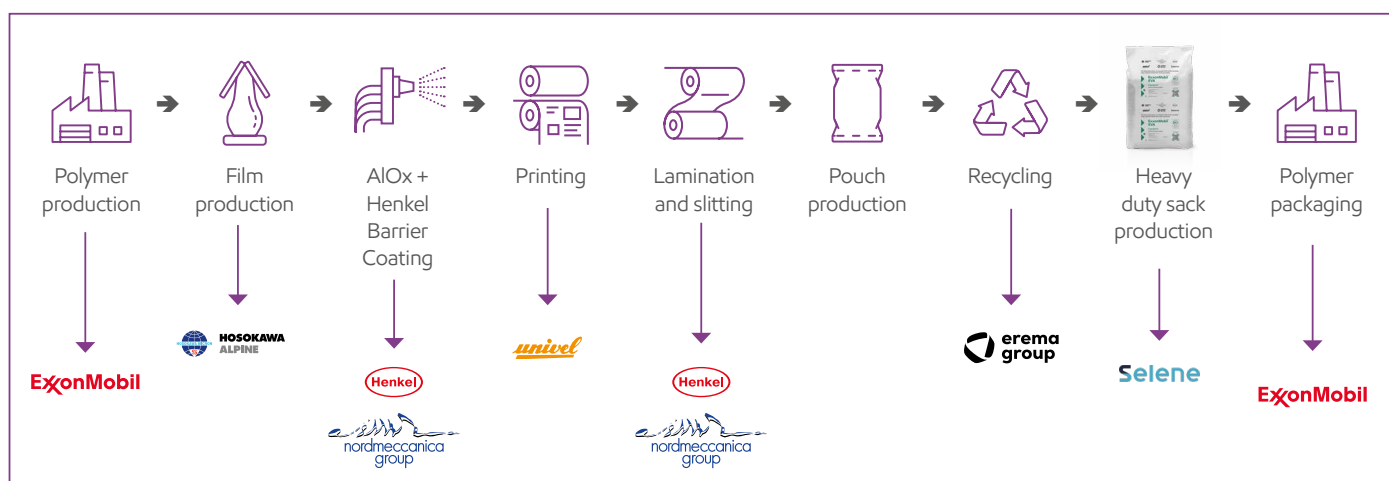 Polymer
production
Film
production
AlOx +
Henkel
Barrier
Coating
Printing
Lamination
and slitting
Pouch
production
Recycling
Heavy
duty sack
production
Polymer
packaging
ExxonMobil
HOSOKAWA
ALPINE
Henkel
nordmeccanica
group
univel
Henkel
nordmeccanica
group
erema
group
Selene
ExxonMobil